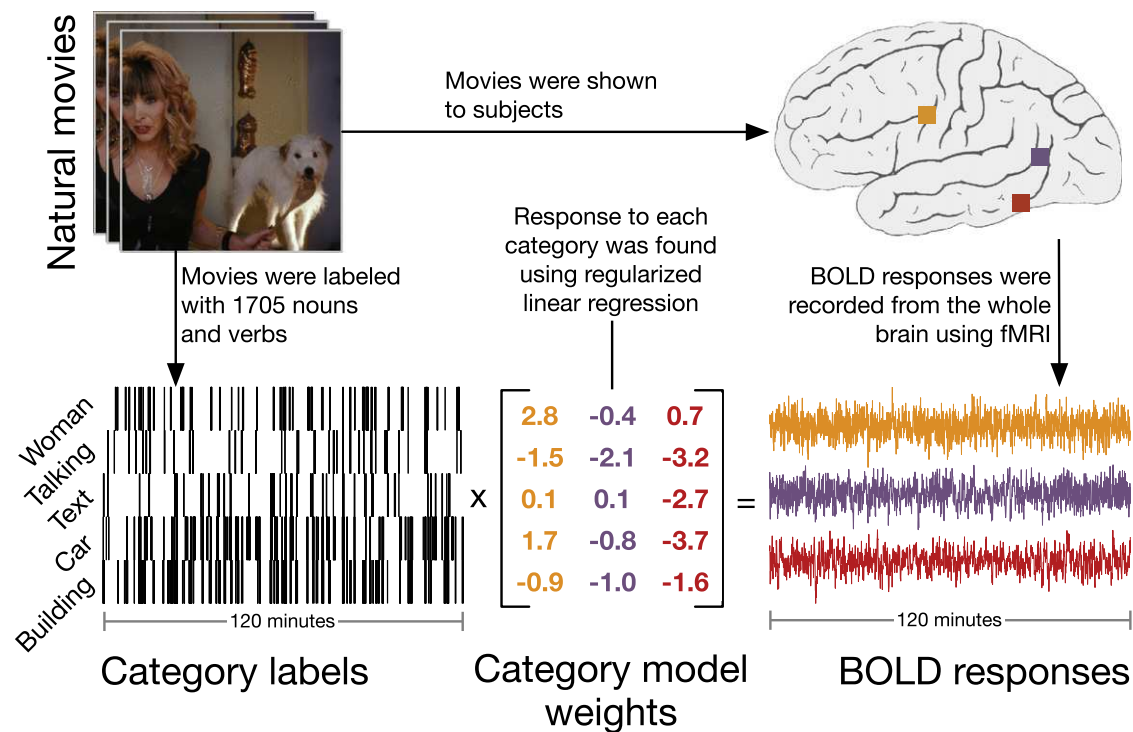 Natural movies
Movies were shown
to subjects
Response to each
category was found
using regularized
linear regression
Movies were labeled
with 1705 nouns
and verbs
BOLD responses were
recorded from the whole
brain using fMRI
Woman
Talking
Text
Car
Building
x
2.8 -0.4 0.7
-1.5 -2.1 -3.2
0.1 0.1 -2.7
1.7 -0.8 -3.7
-0.9 -1.0 -1.6
=
120 minutes
120 minutes
Category labels
Category model
weights
BOLD responses